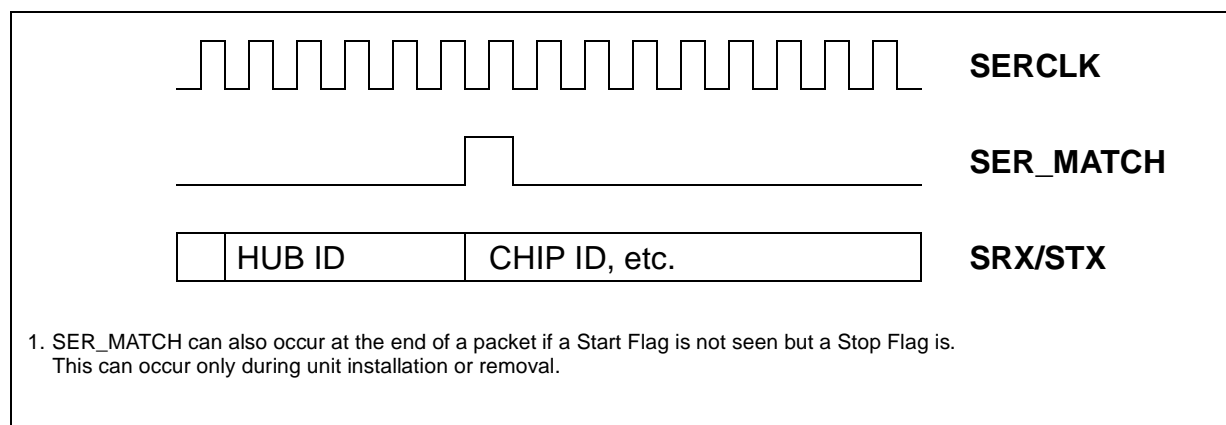 SERCLK
SER_MATCH
HUB ID
CHIP ID, etc.
SRX/STX
1. SER_MATCH can also occur at the end of a packet if a Start Flag is not seen but a Stop Flag is.
This can occur only during unit installation or removal.